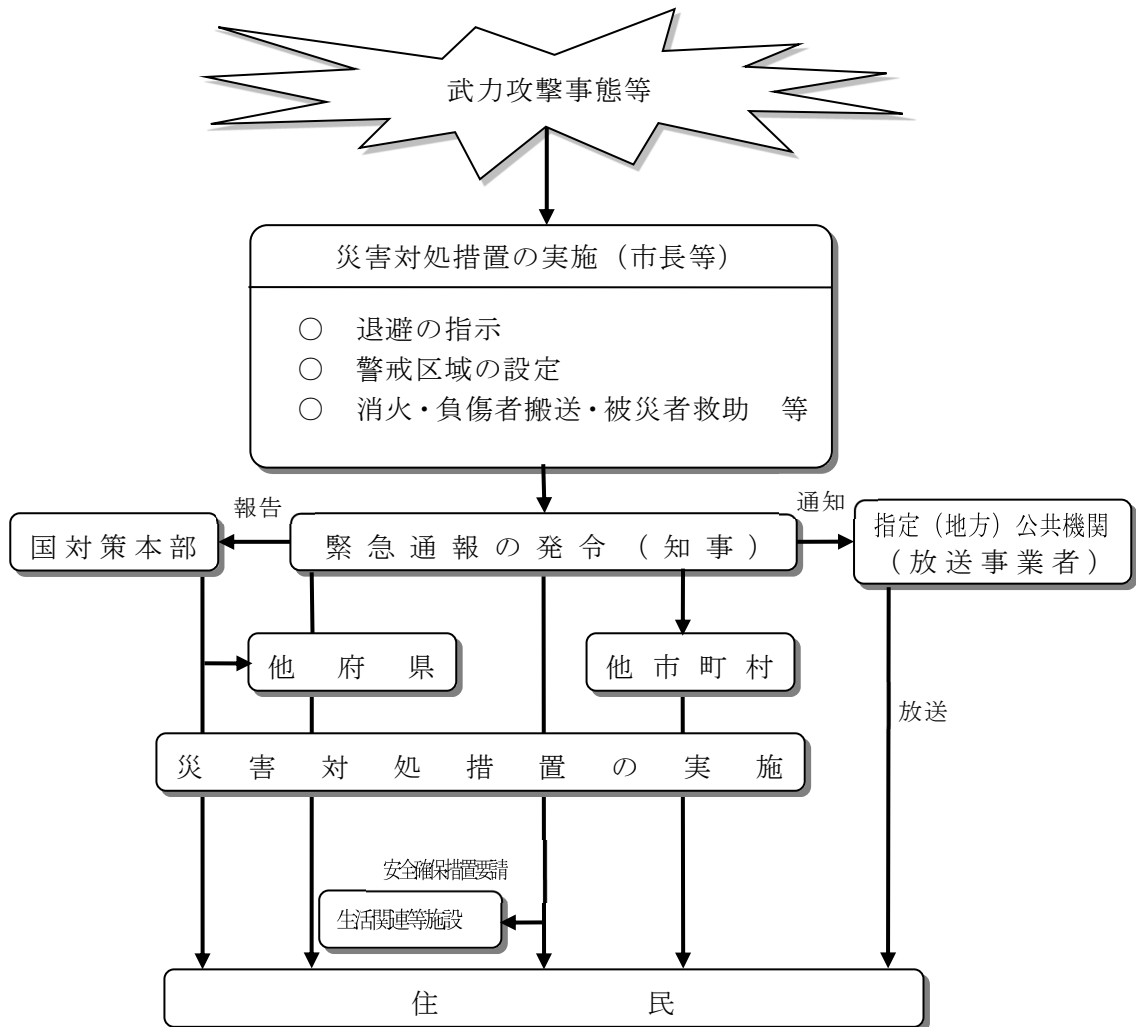 武力攻撃事態等
災害対処措置の実施（市長等）
○ 退避の指示
○ 警戒区域の設定
○ 消火・負傷者搬送・被災者救助 等
報告
通知
国対策本部
緊急通報の発令（知事）
指定（地方）公共機関
（放送事業者）
他府県
他市町村
放送
災害対処措置の実施
安全確保措置要請
生活関連等施設
住民